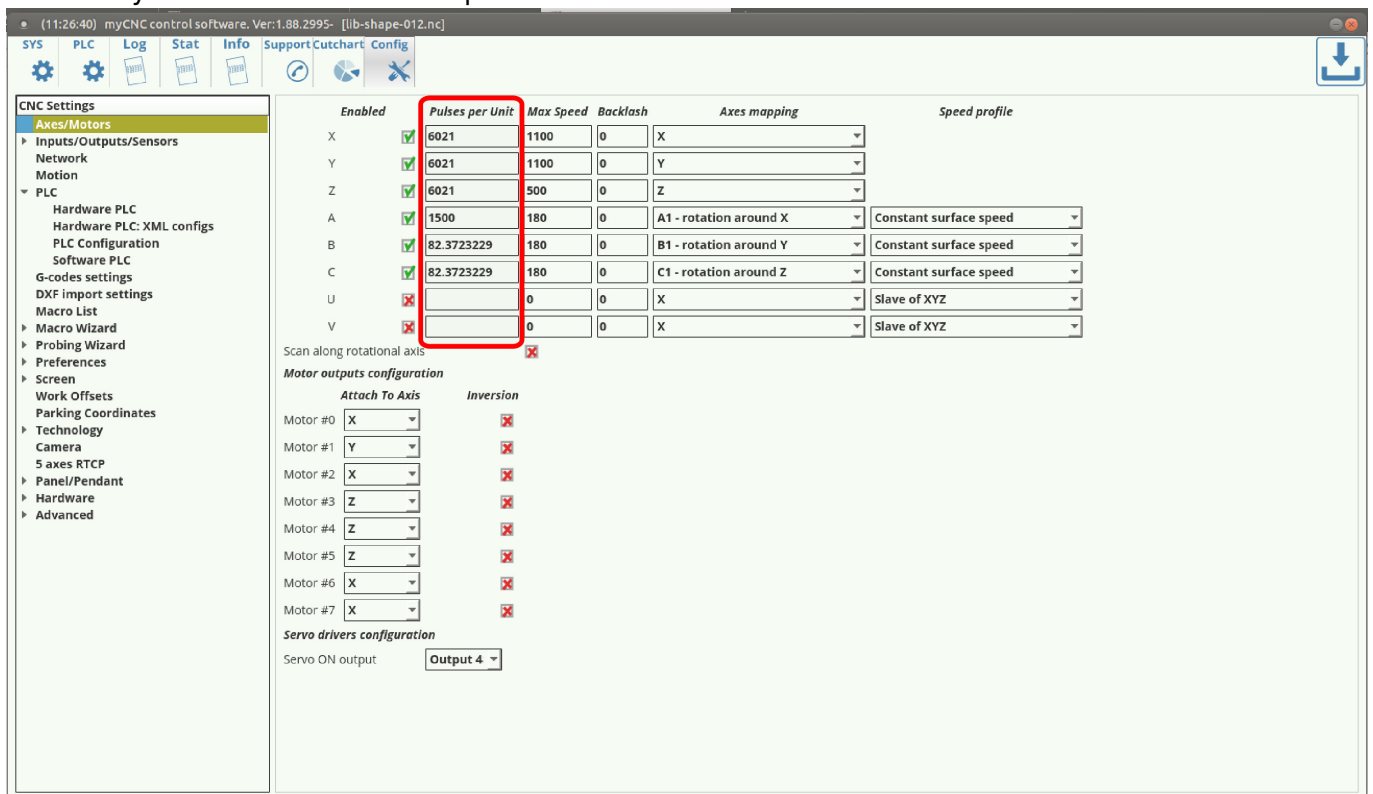 (11:26:40) myCNC control software. Ver:1.88.2995- [lib-shape-012.nc]
SYS PLC Log Stat Info Support Cutchart Config
CNC Settings
Axes/Motors
Inputs/Outputs/Sensors
Network
Motion
PLC
Hardware PLC
Hardware PLC: XML configs
PLC Configuration
Software PLC
G-codes settings
DXF import settings
Macro List
Macro Wizard
Probing Wizard
Preferences
Screen
Work Offsets
Parking Coordinates
Technology
Camera
5 axes RTCP
Panel/Pendant
Hardware
Advanced
Enabled Pulses per Unit Max Speed Backlash Axes mapping Speed profile
X 6021 1100 0 X
Y 6021 1100 0 Y
Z 6021 500 0 Z
A 1500 180 0 A1 - rotation around X Constant surface speed
B 82.3723229 180 0 B1 - rotation around Y Constant surface speed
C 82.3723229 180 0 C1 - rotation around Z Constant surface speed
U 0 0 X Slave of XYZ
V 0 0 X Slave of XYZ
Scan along rotational axis
Motor outputs configuration
Attach To Axis Inversion
Motor #0 X
Motor #1 Y
Motor #2 X
Motor #3 Z
Motor #4 Z
Motor #5 Z
Motor #6 X
Motor #7 X
Servo drivers configuration
Servo ON output Output 4